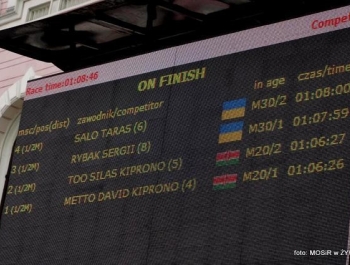 Race time:01:08:46
Compet
ON FINISH
msc/pos(dist) zawodnik/competitor in age czas/time
4 (1/2M) SALO TARAS (6) M30/2 01:08:00
3 (1/2M) RYBAK SERGII (8) M30/1 01:07:59
2 (1/2M) TOO SILAS KIPRONO (5) M20/2 01:06:27
1 (1/2M) METTO DAVID KIPRONO (4) M20/1 01:06:26
foto: MOSiR w ŻY